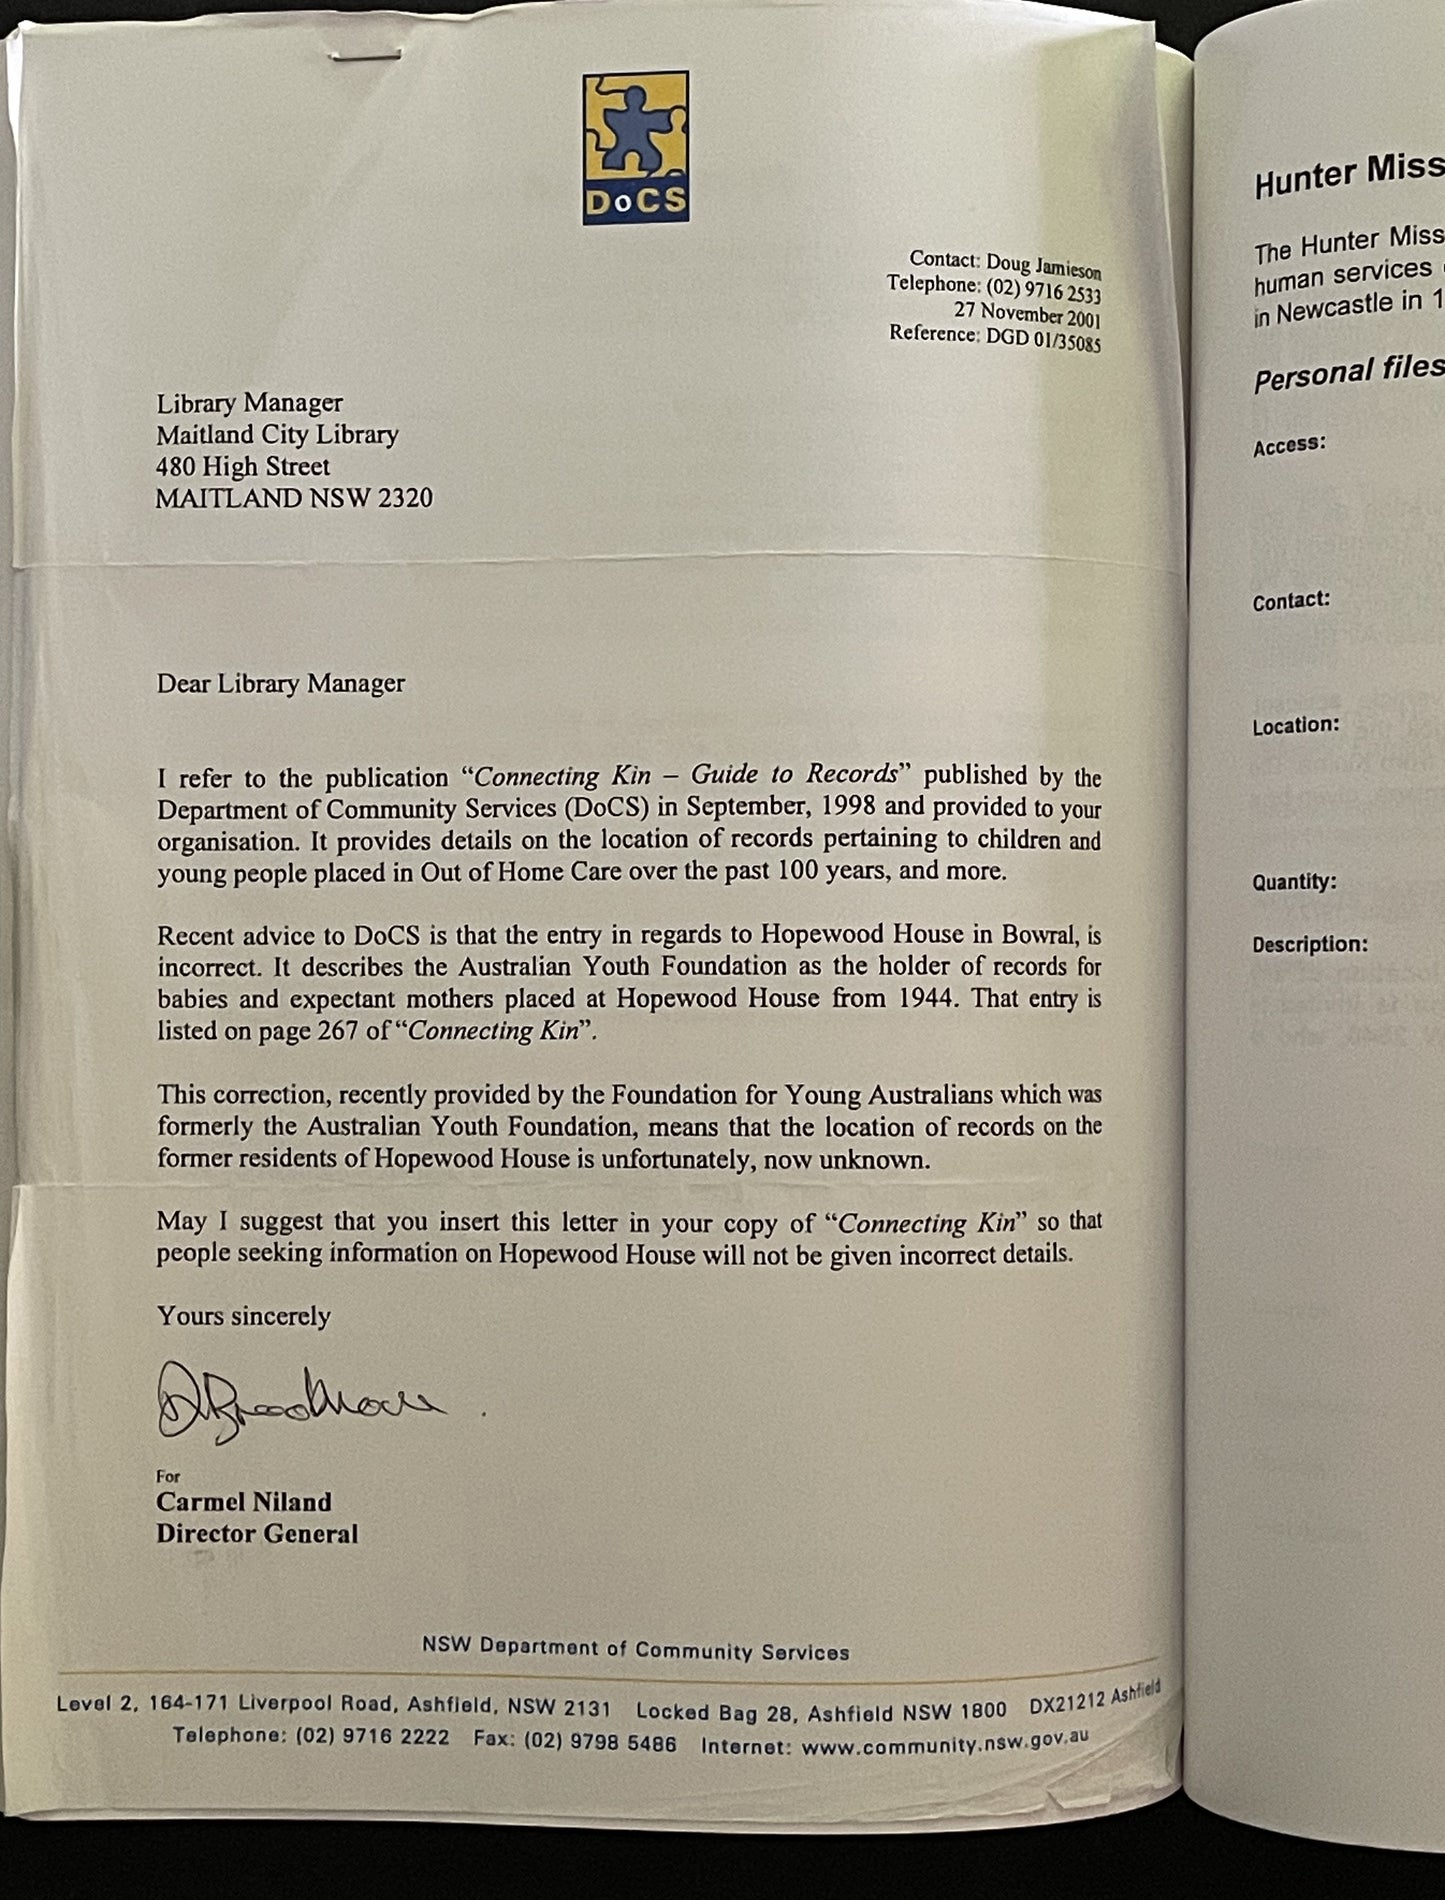 DoCS
Contact: Doug Jamieson
Telephone: (02) 9716 2533
27 November 2001
Reference: DGD 01/35085
Library Manager
Maitland City Library
480 High Street
MAITLAND NSW 2320
Dear Library Manager
I refer to the publication “Connecting Kin – Guide to Records” published by the
Department of Community Services (DoCS) in September, 1998 and provided to your
organisation. It provides details on the location of records pertaining to children and
young people placed in Out of Home Care over the past 100 years, and more.
Recent advice to DoCS is that the entry in regards to Hopewood House in Bowral, is
incorrect. It describes the Australian Youth Foundation as the holder of records for
babies and expectant mothers placed at Hopewood House from 1944. That entry is
listed on page 267 of “Connecting Kin”.
This correction, recently provided by the Foundation for Young Australians which was
formerly the Australian Youth Foundation, means that the location of records on the
former residents of Hopewood House is unfortunately, now unknown.
May I suggest that you insert this letter in your copy of “Connecting Kin” so that
people seeking information on Hopewood House will not be given incorrect details.
Yours sincerely
For
Carmel Niland
Director General
NSW Department of Community Services
Level 2, 164-171 Liverpool Road, Ashfield, NSW 2131 Locked Bag 28, Ashfield NSW 1800 DX21212 Ashfield
Telephone: (02) 9716 2222 Fax: (02) 9798 5486 Internet: www.community.nsw.gov.au
Hunter Miss
The Hunter Miss
human services
in Newcastle in 1
Personal files
Access:
Contact:
Location:
Quantity:
Description: